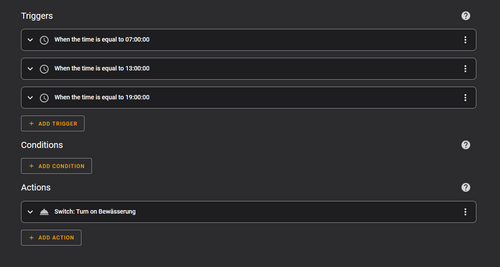 Triggers
When the time is equal to 07:00:00
When the time is equal to 13:00:00
When the time is equal to 19:00:00
+ ADD TRIGGER
Conditions
+ ADD CONDITION
Actions
Switch: Turn on Bewässerung
+ ADD ACTION